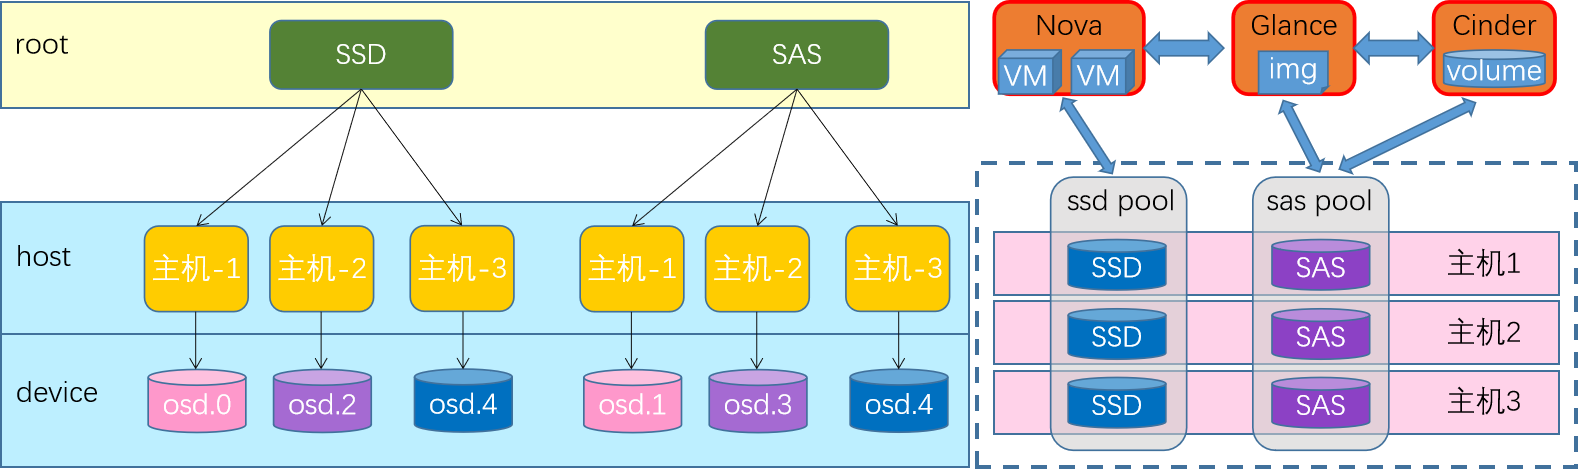 root
SSD
SAS
host
主机-1
主机-2
主机-3
主机-1
主机-2
主机-3
device
osd.0
osd.2
osd.4
osd.1
osd.3
osd.4
Nova
VM
VM
Glance
img
Cinder
volume
ssd pool
sas pool
SSD
SAS
主机1
SSD
SAS
主机2
SSD
SAS
主机3